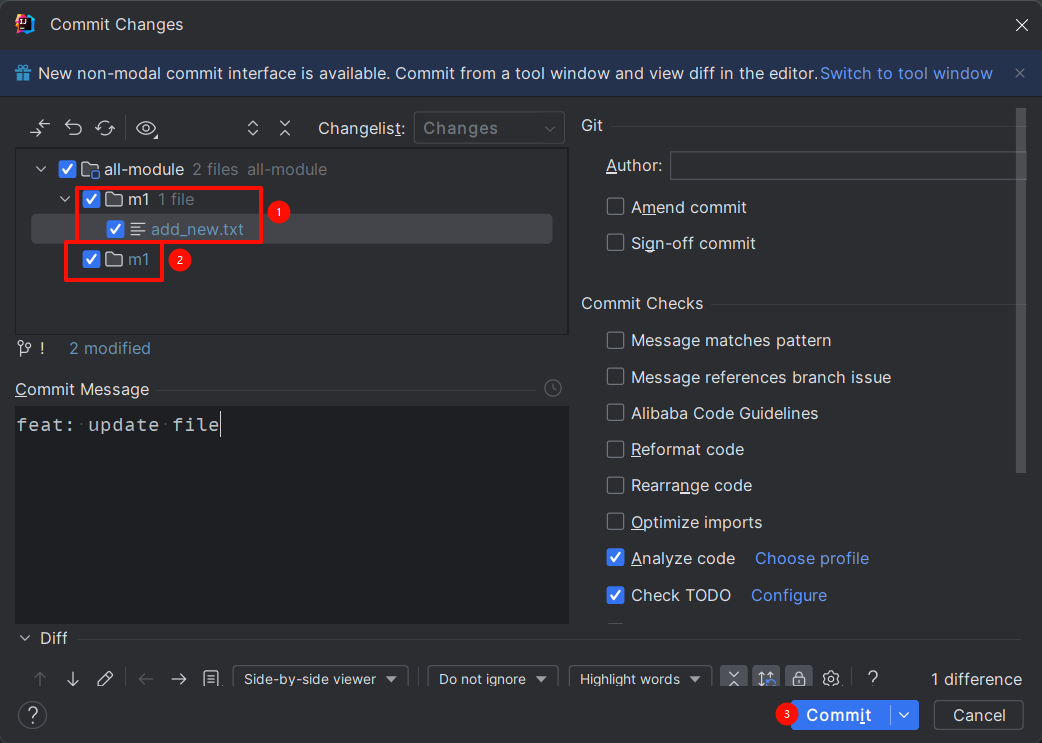 Commit Changes
New non-modal commit interface is available. Commit from a tool window and view diff in the editor. Switch to tool window
Changelist: Changes
all-module 2 files all-module
m1 1 file
1
add_new.txt
m1
2
! 2 modified
Commit Message
feat: update file
Git
Author:
Amend commit
Sign-off commit
Commit Checks
Message matches pattern
Message references branch issue
Alibaba Code Guidelines
Reformat code
Rearrange code
Optimize imports
Analyze code Choose profile
Check TODO Configure
Diff
Side-by-side viewer Do not ignore Highlight words ? 1 difference
? 3 Commit Cancel